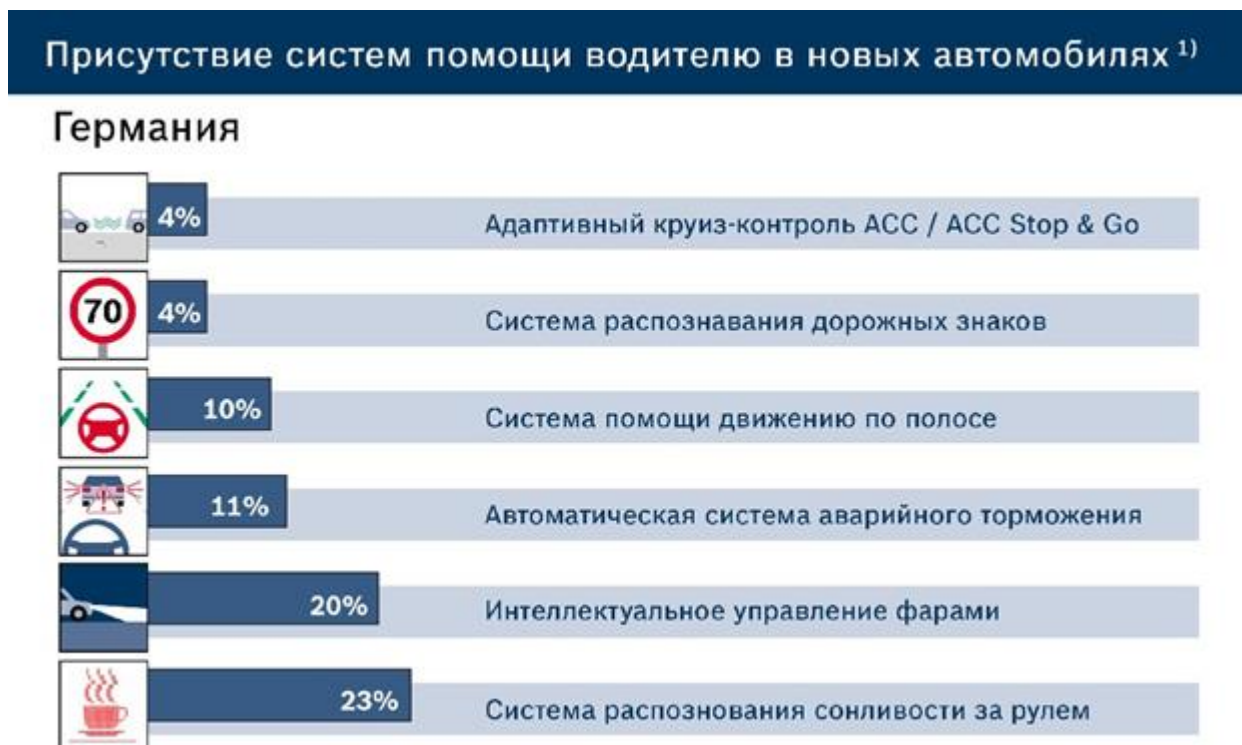 Присутствие систем помощи водителю в новых автомобилях 1)
Германия
4% Адаптивный круиз-контроль ACC / ACC Stop & Go
70 4% Система распознавания дорожных знаков
10% Система помощи движению по полосе
11% Автоматическая система аварийного торможения
20% Интеллектуальное управление фарами
23% Система распознования сонливости за рулем